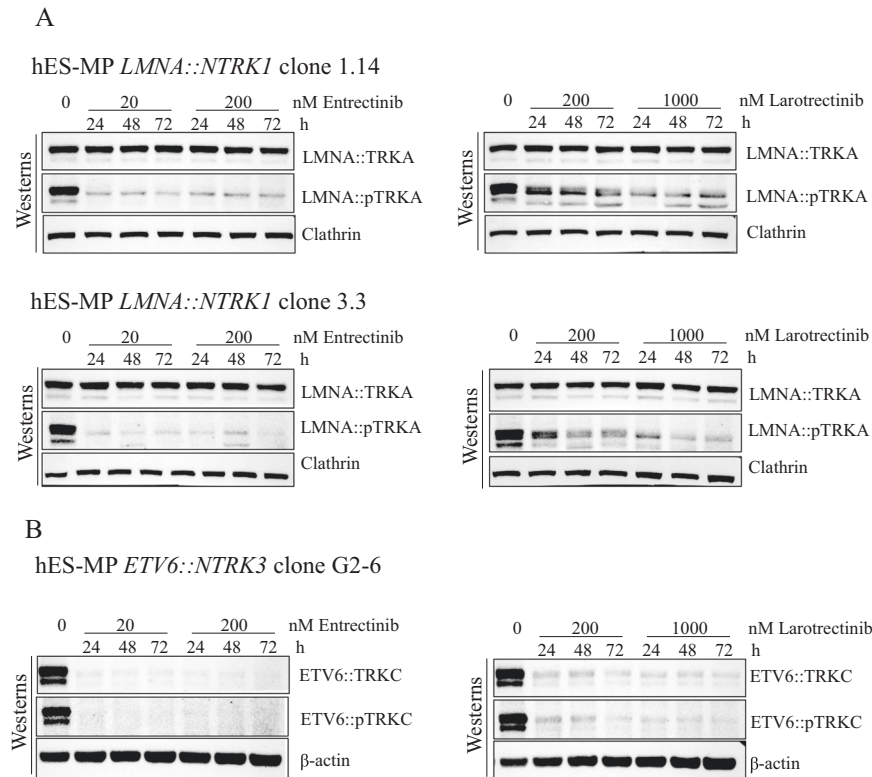 A
hES-MP LMNA::NTRK1 clone 1.14
0 20 200 nM Entrectinib
24 48 72 24 48 72 h
Westerns
LMNA::TRKA
LMNA::pTRKA
Clathrin
0 200 1000 nM Larotrectinib
24 48 72 24 48 72 h
Westerns
LMNA::TRKA
LMNA::pTRKA
Clathrin
hES-MP LMNA::NTRK1 clone 3.3
0 20 200 nM Entrectinib
24 48 72 24 48 72 h
Westerns
LMNA::TRKA
LMNA::pTRKA
Clathrin
0 200 1000 nM Larotrectinib
24 48 72 24 48 72 h
Westerns
LMNA::TRKA
LMNA::pTRKA
Clathrin
B
hES-MP ETV6::NTRK3 clone G2-6
0 20 200 nM Entrectinib
24 48 72 24 48 72 h
Westerns
ETV6::TRKC
ETV6::pTRKC
β-actin
0 200 1000 nM Larotrectinib
24 48 72 24 48 72 h
Westerns
ETV6::TRKC
ETV6::pTRKC
β-actin